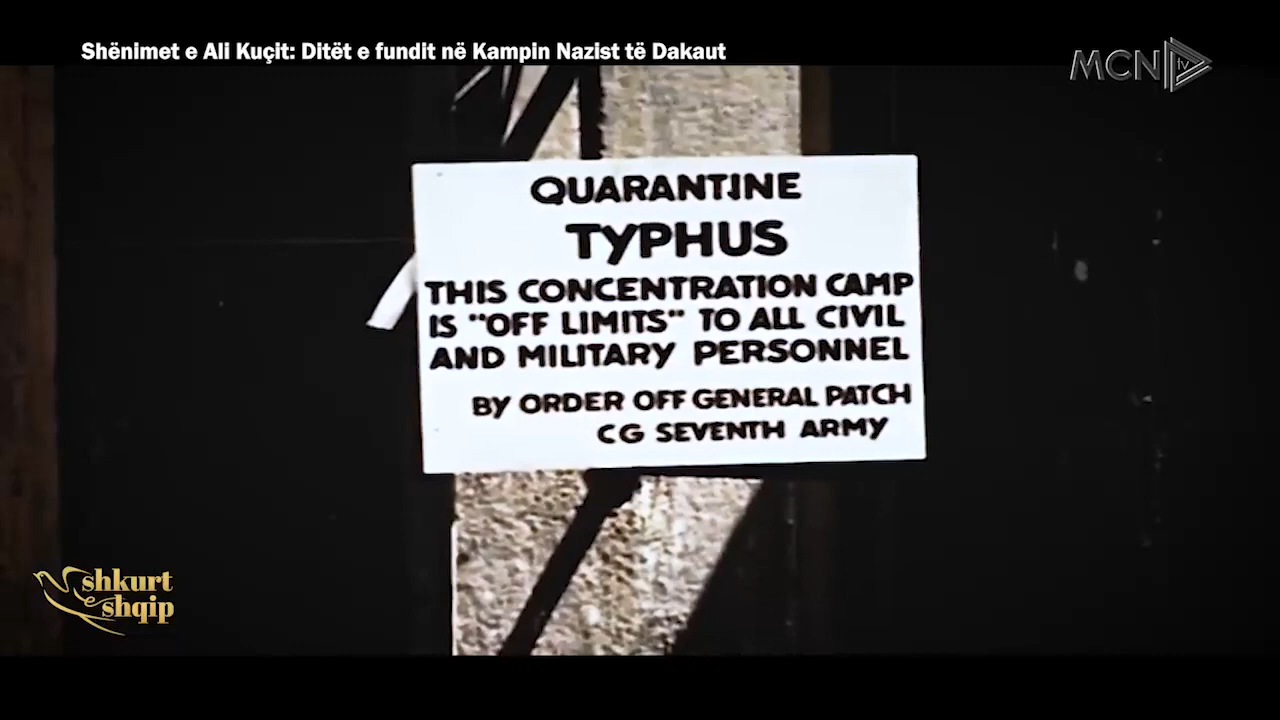 Shënimet e Ali Kuçit: Ditët e fundit në Kampin Nazist të Dakaut
MCN tv
QUARANTINE
TYPHUS
THIS CONCENTRATION CAMP
IS "OFF LIMITS" TO ALL CIVIL
AND MILITARY PERSONNEL
BY ORDER OFF GENERAL PATCH
CG SEVENTH ARMY
shkurt
e shqip